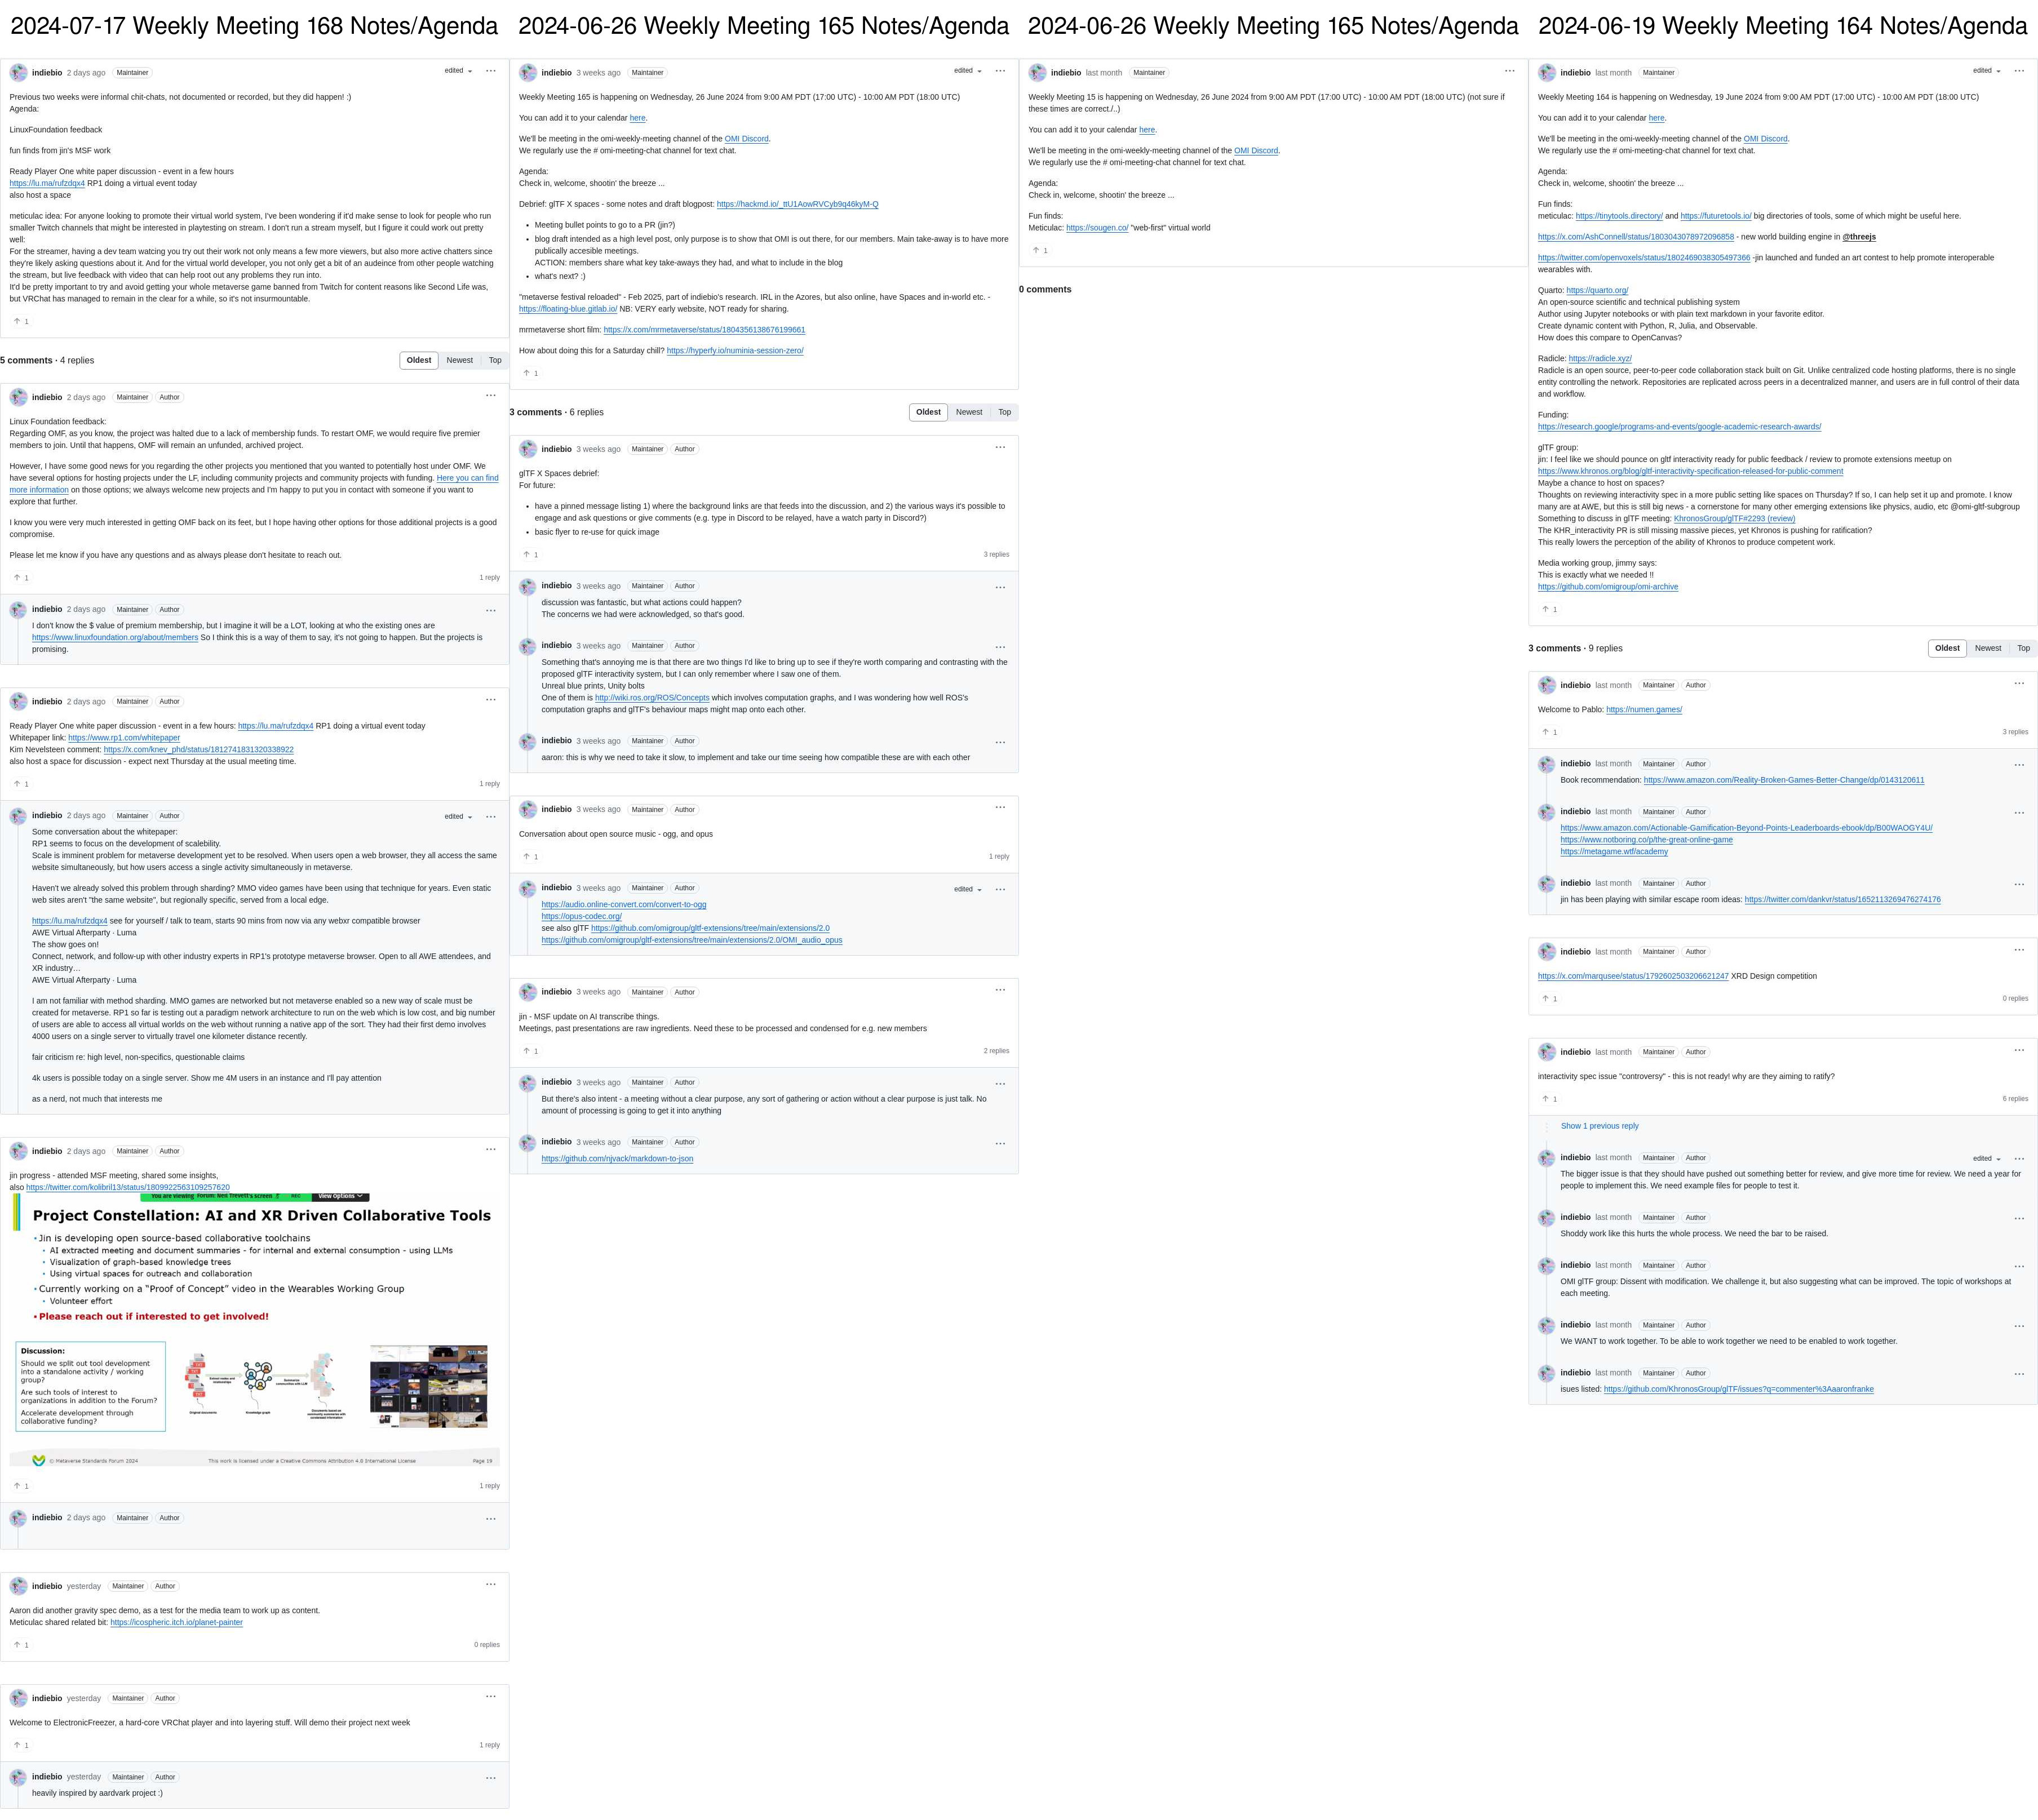 2024-07-17 Weekly Meeting 168 Notes/Agenda
indiebio 2 days ago Maintainer edited
Previous two weeks were informal chit-chats, not documented or recorded, but they did happen! :)
Agenda:
LinuxFoundation feedback
fun finds from jin's MSF work
Ready Player One white paper discussion - event in a few hours
https://lu.ma/rufzdqx4 RP1 doing a virtual event today
also host a space
meticulac idea: For anyone looking to promote their virtual world system, I've been wondering if it'd make sense to look for people who run
smaller Twitch channels that might be interested in playtesting on stream. I don't run a stream myself, but I figure it could work out pretty
well:
For the streamer, having a dev team watcing you try out their work not only means a few more viewers, but also more active chatters since
they're likely asking questions about it. And for the virtual world developer, you not only get a bit of an audeince from other people watching
the stream, but live feedback with video that can help root out any problems they run into.
It'd be pretty important to try and avoid getting your whole metaverse game banned from Twitch for content reasons like Second Life was,
but VRChat has managed to remain in the clear for a while, so it's not insurmountable.
1
5 comments · 4 replies
Oldest Newest Top
indiebio 2 days ago Maintainer Author
Linux Foundation feedback:
Regarding OMF, as you know, the project was halted due to a lack of membership funds. To restart OMF, we would require five premier
members to join. Until that happens, OMF will remain an unfunded, archived project.
However, I have some good news for you regarding the other projects you mentioned that you wanted to potentially host under OMF. We
have several options for hosting projects under the LF, including community projects and community projects with funding. Here you can find
more information on those options; we always welcome new projects and I'm happy to put you in contact with someone if you want to
explore that further.
I know you were very much interested in getting OMF back on its feet, but I hope having other options for those additional projects is a good
compromise.
Please let me know if you have any questions and as always please don't hesitate to reach out.
1 1 reply
indiebio 2 days ago Maintainer Author
I don't know the $ value of premium membership, but I imagine it will be a LOT, looking at who the existing ones are
https://www.linuxfoundation.org/about/members So I think this is a way of them to say, it's not going to happen. But the projects is
promising.
indiebio 2 days ago Maintainer Author
Ready Player One white paper discussion - event in a few hours: https://lu.ma/rufzdqx4 RP1 doing a virtual event today
Whitepaper link: https://www.rp1.com/whitepaper
Kim Nevelsteen comment: https://x.com/knev_phd/status/1812741831320338922
also host a space for discussion - expect next Thursday at the usual meeting time.
1 1 reply
indiebio 2 days ago Maintainer Author edited
Some conversation about the whitepaper:
RP1 seems to focus on the development of scalebility.
Scale is imminent problem for metaverse development yet to be resolved. When users open a web browser, they all access the same
website simultaneously, but how users access a single activity simultaneously in metaverse.
Haven't we already solved this problem through sharding? MMO video games have been using that technique for years. Even static
web sites aren't "the same website", but regionally specific, served from a local edge.
https://lu.ma/rufzdqx4 see for yourself / talk to team, starts 90 mins from now via any webxr compatible browser
AWE Virtual Afterparty · Luma
The show goes on!
Connect, network, and follow-up with other industry experts in RP1's prototype metaverse browser. Open to all AWE attendees, and
XR industry…
AWE Virtual Afterparty · Luma
I am not familiar with method sharding. MMO games are networked but not metaverse enabled so a new way of scale must be
created for metaverse. RP1 so far is testing out a paradigm network architecture to run on the web which is low cost, and big number
of users are able to access all virtual worlds on the web without running a native app of the sort. They had their first demo involves
4000 users on a single server to virtually travel one kilometer distance recently.
fair criticism re: high level, non-specifics, questionable claims
4k users is possible today on a single server. Show me 4M users in an instance and I'll pay attention
as a nerd, not much that interests me
indiebio 2 days ago Maintainer Author
jin progress - attended MSF meeting, shared some insights,
also https://twitter.com/kolibril13/status/1809922563109257620
You are viewing Forum: Neil Trevett's screen REC View Options
Project Constellation: AI and XR Driven Collaborative Tools
• Jin is developing open source-based collaborative toolchains
• AI extracted meeting and document summaries - for internal and external consumption - using LLMs
• Visualization of graph-based knowledge trees
• Using virtual spaces for outreach and collaboration
• Currently working on a "Proof of Concept" video in the Wearables Working Group
• Volunteer effort
• Please reach out if interested to get involved!
Discussion:
Should we split out tool development
into a standalone activity / working
group?
Are such tools of interest to
organizations in addition to the Forum?
Accelerate development through
collaborative funding?
Original documents
Knowledge graph
© Metaverse Standards Forum 2024 This work is licensed under a Creative Commons Attribution 4.0 International License Page 19
1 1 reply
indiebio 2 days ago Maintainer Author
indiebio yesterday Maintainer Author
Aaron did another gravity spec demo, as a test for the media team to work up as content.
Meticulac shared related bit: https://icospheric.itch.io/planet-painter
1 0 replies
indiebio yesterday Maintainer Author
Welcome to ElectronicFreezer, a hard-core VRChat player and into layering stuff. Will demo their project next week
1 1 reply
indiebio yesterday Maintainer Author
heavily inspired by aardvark project :)
2024-06-26 Weekly Meeting 165 Notes/Agenda
indiebio 3 weeks ago Maintainer edited
Weekly Meeting 165 is happening on Wednesday, 26 June 2024 from 9:00 AM PDT (17:00 UTC) - 10:00 AM PDT (18:00 UTC)
You can add it to your calendar here.
We'll be meeting in the omi-weekly-meeting channel of the OMI Discord.
We regularly use the # omi-meeting-chat channel for text chat.
Agenda:
Check in, welcome, shootin' the breeze ...
Debrief: glTF X spaces - some notes and draft blogpost: https://hackmd.io/_ttU1AowRVCyb9q46kyM-Q
• Meeting bullet points to go to a PR (jin?)
• blog draft intended as a high level post, only purpose is to show that OMI is out there, for our members. Main take-away is to have more
publically accesible meetings.
ACTION: members share what key take-aways they had, and what to include in the blog
• what's next? :)
"metaverse festival reloaded" - Feb 2025, part of indiebio's research. IRL in the Azores, but also online, have Spaces and in-world etc. -
https://floating-blue.gitlab.io/ NB: VERY early website, NOT ready for sharing.
mrmetaverse short film: https://x.com/mrmetaverse/status/1804356138676199661
How about doing this for a Saturday chill? https://hyperfy.io/numinia-session-zero/
1
3 comments · 6 replies
Oldest Newest Top
indiebio 3 weeks ago Maintainer Author
glTF X Spaces debrief:
For future:
• have a pinned message listing 1) where the background links are that feeds into the discussion, and 2) the various ways it's possible to
engage and ask questions or give comments (e.g. type in Discord to be relayed, have a watch party in Discord?)
• basic flyer to re-use for quick image
1 3 replies
indiebio 3 weeks ago Maintainer Author
discussion was fantastic, but what actions could happen?
The concerns we had were acknowledged, so that's good.
indiebio 3 weeks ago Maintainer Author
Something that's annoying me is that there are two things I'd like to bring up to see if they're worth comparing and contrasting with the
proposed glTF interactivity system, but I can only remember where I saw one of them.
Unreal blue prints, Unity bolts
One of them is http://wiki.ros.org/ROS/Concepts which involves computation graphs, and I was wondering how well ROS's
computation graphs and glTF's behaviour maps might map onto each other.
indiebio 3 weeks ago Maintainer Author
aaron: this is why we need to take it slow, to implement and take our time seeing how compatible these are with each other
indiebio 3 weeks ago Maintainer Author
Conversation about open source music - ogg, and opus
1 1 reply
indiebio 3 weeks ago Maintainer Author edited
https://audio.online-convert.com/convert-to-ogg
https://opus-codec.org/
see also glTF https://github.com/omigroup/gltf-extensions/tree/main/extensions/2.0
https://github.com/omigroup/gltf-extensions/tree/main/extensions/2.0/OMI_audio_opus
indiebio 3 weeks ago Maintainer Author
jin - MSF update on AI transcribe things.
Meetings, past presentations are raw ingredients. Need these to be processed and condensed for e.g. new members
1 2 replies
indiebio 3 weeks ago Maintainer Author
But there's also intent - a meeting without a clear purpose, any sort of gathering or action without a clear purpose is just talk. No
amount of processing is going to get it into anything
indiebio 3 weeks ago Maintainer Author
https://github.com/njvack/markdown-to-json
2024-06-26 Weekly Meeting 165 Notes/Agenda
indiebio last month Maintainer
Weekly Meeting 15 is happening on Wednesday, 26 June 2024 from 9:00 AM PDT (17:00 UTC) - 10:00 AM PDT (18:00 UTC) (not sure if
these times are correct./..)
You can add it to your calendar here.
We'll be meeting in the omi-weekly-meeting channel of the OMI Discord.
We regularly use the # omi-meeting-chat channel for text chat.
Agenda:
Check in, welcome, shootin' the breeze ...
Fun finds:
Meticulac: https://sougen.co/ "web-first" virtual world
1
0 comments
2024-06-19 Weekly Meeting 164 Notes/Agenda
indiebio last month Maintainer edited
Weekly Meeting 164 is happening on Wednesday, 19 June 2024 from 9:00 AM PDT (17:00 UTC) - 10:00 AM PDT (18:00 UTC)
You can add it to your calendar here.
We'll be meeting in the omi-weekly-meeting channel of the OMI Discord.
We regularly use the # omi-meeting-chat channel for text chat.
Agenda:
Check in, welcome, shootin' the breeze ...
Fun finds:
meticulac: https://tinytools.directory/ and https://futuretools.io/ big directories of tools, some of which might be useful here.
https://x.com/AshConnell/status/1803043078972096858 - new world building engine in @threejs
https://twitter.com/openvoxels/status/1802469038305497366 -jin launched and funded an art contest to help promote interoperable
wearables with.
Quarto: https://quarto.org/
An open-source scientific and technical publishing system
Author using Jupyter notebooks or with plain text markdown in your favorite editor.
Create dynamic content with Python, R, Julia, and Observable.
How does this compare to OpenCanvas?
Radicle: https://radicle.xyz/
Radicle is an open source, peer-to-peer code collaboration stack built on Git. Unlike centralized code hosting platforms, there is no single
entity controlling the network. Repositories are replicated across peers in a decentralized manner, and users are in full control of their data
and workflow.
Funding:
https://research.google/programs-and-events/google-academic-research-awards/
glTF group:
jin: I feel like we should pounce on gltf interactivity ready for public feedback / review to promote extensions meetup on
https://www.khronos.org/blog/gltf-interactivity-specification-released-for-public-comment
Maybe a chance to host on spaces?
Thoughts on reviewing interactivity spec in a more public setting like spaces on Thursday? If so, I can help set it up and promote. I know
many are at AWE, but this is still big news - a cornerstone for many other emerging extensions like physics, audio, etc @omi-gltf-subgroup
Something to discuss in glTF meeting: KhronosGroup/glTF#2293 (review)
The KHR_interactivity PR is still missing massive pieces, yet Khronos is pushing for ratification?
This really lowers the perception of the ability of Khronos to produce competent work.
Media working group, jimmy says:
This is exactly what we needed !!
https://github.com/omigroup/omi-archive
1
3 comments · 9 replies
Oldest Newest Top
indiebio last month Maintainer Author
Welcome to Pablo: https://numen.games/
1 3 replies
indiebio last month Maintainer Author
Book recommendation: https://www.amazon.com/Reality-Broken-Games-Better-Change/dp/0143120611
indiebio last month Maintainer Author
https://www.amazon.com/Actionable-Gamification-Beyond-Points-Leaderboards-ebook/dp/B00WAOGY4U/
https://www.notboring.co/p/the-great-online-game
https://metagame.wtf/academy
indiebio last month Maintainer Author
jin has been playing with similar escape room ideas: https://twitter.com/dankvr/status/1652113269476274176
indiebio last month Maintainer Author
https://x.com/marqusee/status/1792602503206621247 XRD Design competition
1 0 replies
indiebio last month Maintainer Author
interactivity spec issue "controversy" - this is not ready! why are they aiming to ratify?
1 6 replies
Show 1 previous reply
indiebio last month Maintainer Author edited
The bigger issue is that they should have pushed out something better for review, and give more time for review. We need a year for
people to implement this. We need example files for people to test it.
indiebio last month Maintainer Author
Shoddy work like this hurts the whole process. We need the bar to be raised.
indiebio last month Maintainer Author
OMI glTF group: Dissent with modification. We challenge it, but also suggesting what can be improved. The topic of workshops at
each meeting.
indiebio last month Maintainer Author
We WANT to work together. To be able to work together we need to be enabled to work together.
indiebio last month Maintainer Author
isues listed: https://github.com/KhronosGroup/glTF/issues?q=commenter%3Aaaronfranke